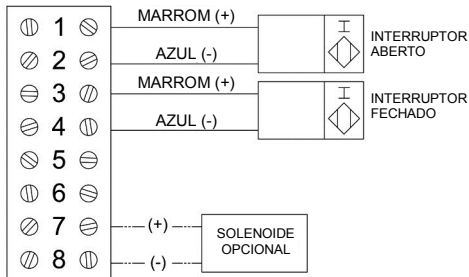 1 MARROM (+)
INTERRUPTOR
ABERTO
2 AZUL (-)
3 MARROM (+)
INTERRUPTOR
FECHADO
4 AZUL (-)
5
6
7 (+)
SOLENOIDE
OPCIONAL
8 (-)